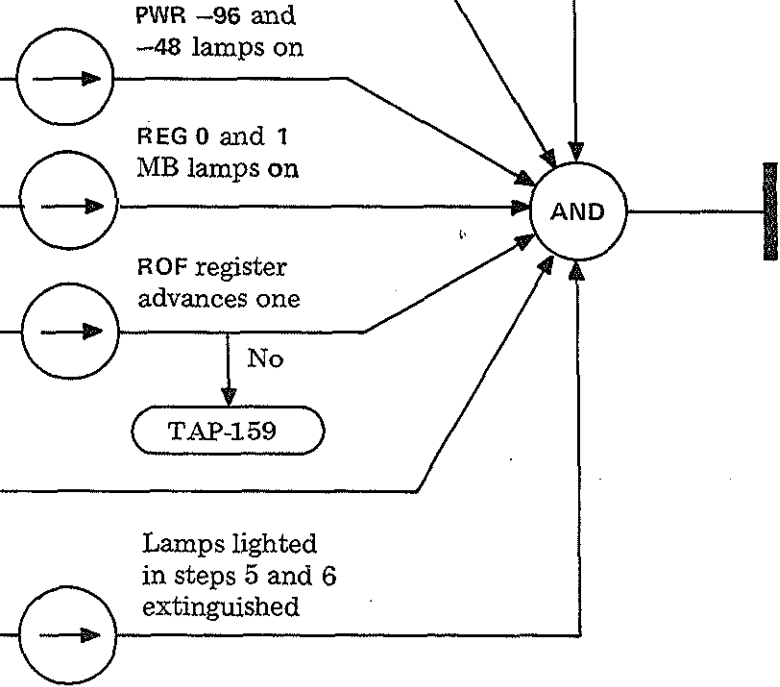 PWR –96 and
–48 lamps on
REG 0 and 1
MB lamps on
AND
ROF register
advances one
No
TAP-159
Lamps lighted
in steps 5 and 6
extinguished